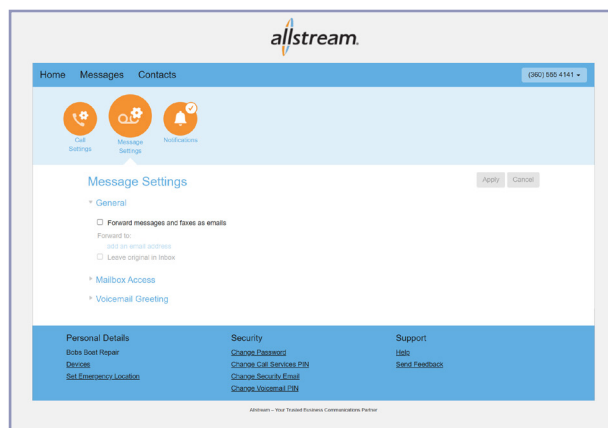 allstream.
Home Messages Contacts (360) 555 4141
Call Settings
Message Settings
Notifications
Message Settings Apply Cancel
General
Forward messages and faxes as emails
Forward to:
add an email address
Leave original in Inbox
Mailbox Access
Voicemail Greeting
Personal Details Security Support
Bobs Boat Repair Change Password Help
Devices Change Call Services PIN Send Feedback
Set Emergency Location Change Security Email
Change Voicemail PIN
Allstream – Your Trusted Business Communications Partner